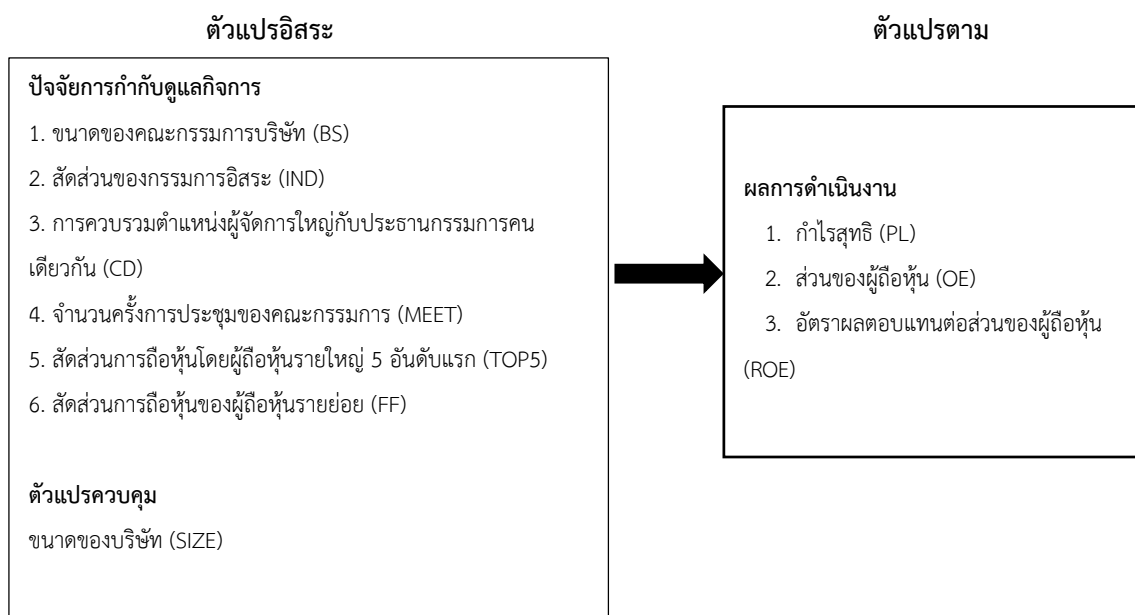 ตัวแปรอิสระ
ปัจจัยการกำกับดูแลกิจการ
1. ขนาดของคณะกรรมการบริษัท (BS)
2. สัดส่วนของกรรมการอิสระ (IND)
3. การควบรวมตำแหน่งผู้จัดการใหญ่กับประธานกรรมการคน
เดียวกัน (CD)
4. จำนวนครั้งการประชุมของคณะกรรมการ (MEET)
5. สัดส่วนการถือหุ้นโดยผู้ถือหุ้นรายใหญ่ 5 อันดับแรก (TOP5)
6. สัดส่วนการถือหุ้นของผู้ถือหุ้นรายย่อย (FF)
ตัวแปรควบคุม
ขนาดของบริษัท (SIZE)
ตัวแปรตาม
ผลการดำเนินงาน
1. กำไรสุทธิ (PL)
2. ส่วนของผู้ถือหุ้น (OE)
3. อัตราผลตอบแทนต่อส่วนของผู้ถือหุ้น
(ROE)